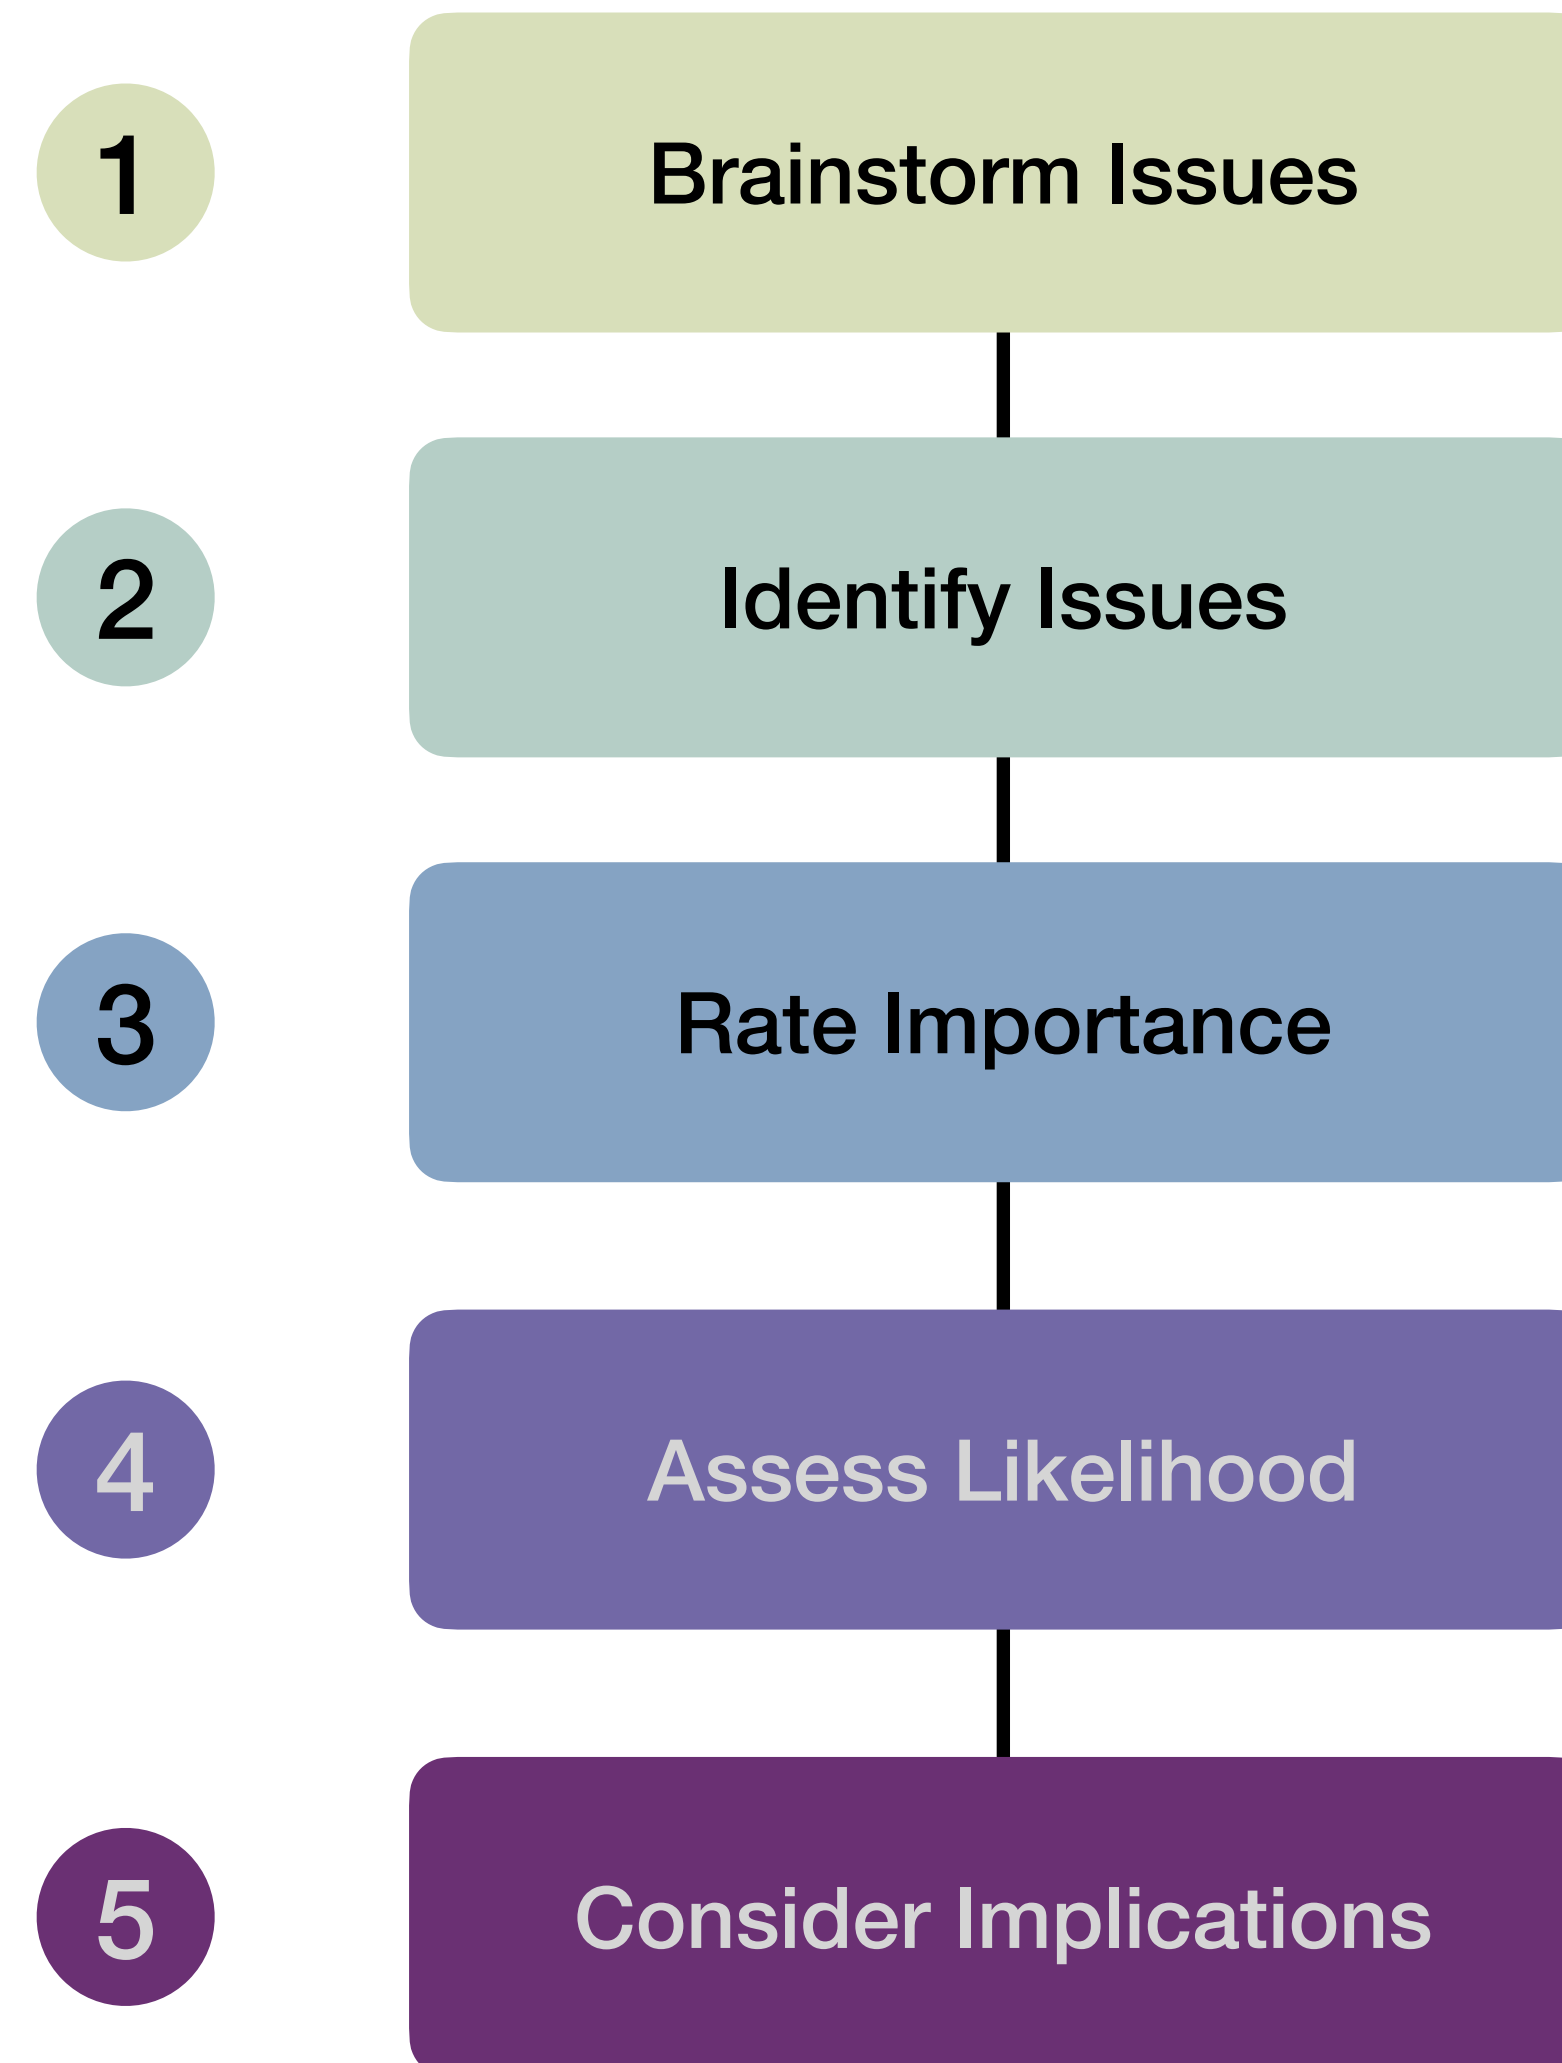 1
Brainstorm Issues
2
Identify Issues
3
Rate Importance
4
Assess Likelihood
5
Consider Implications